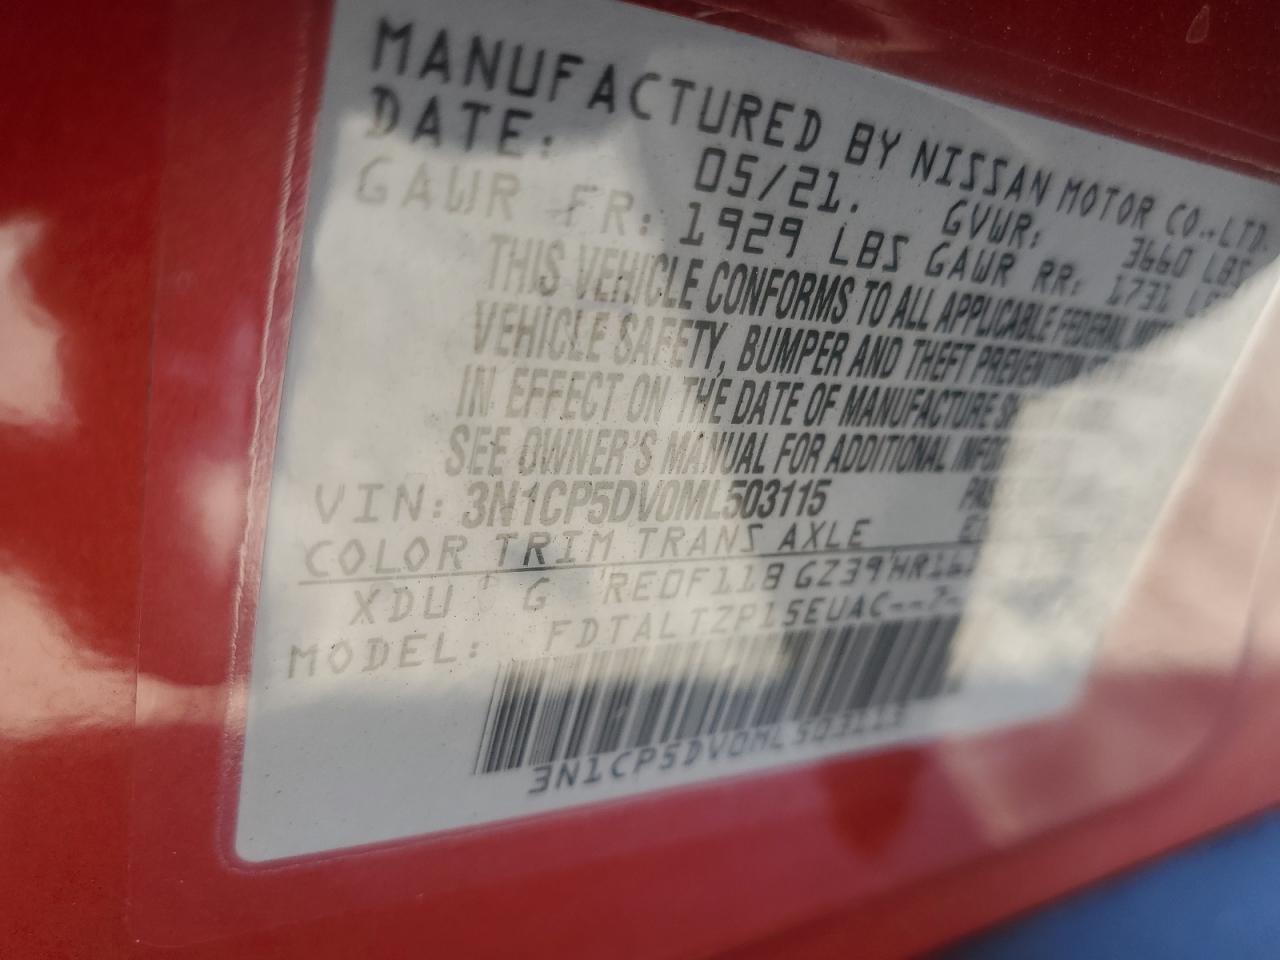 MANUFACTURED BY NISSAN MOTOR CO.,LTD.
DATE: 05/21. GVWR: 3660 LBS
GAWR FR: 1929 LBS GAWR RR: 1731
THIS VEHICLE CONFORMS TO ALL APPLICABLE FEDERAL
VEHICLE SAFETY, BUMPER AND THEFT PREVENTION
IN EFFECT ON THE DATE OF MANUFACTURE
SEE OWNER'S MANUAL FOR ADDITIONAL
VIN: 3N1CP5DV0ML503115
COLOR TRIM TRANS AXLE
XDU G RE0F11B GZ39
MODEL: FDTALTZP15EUAC--7-
3N1CP5DV0ML503115